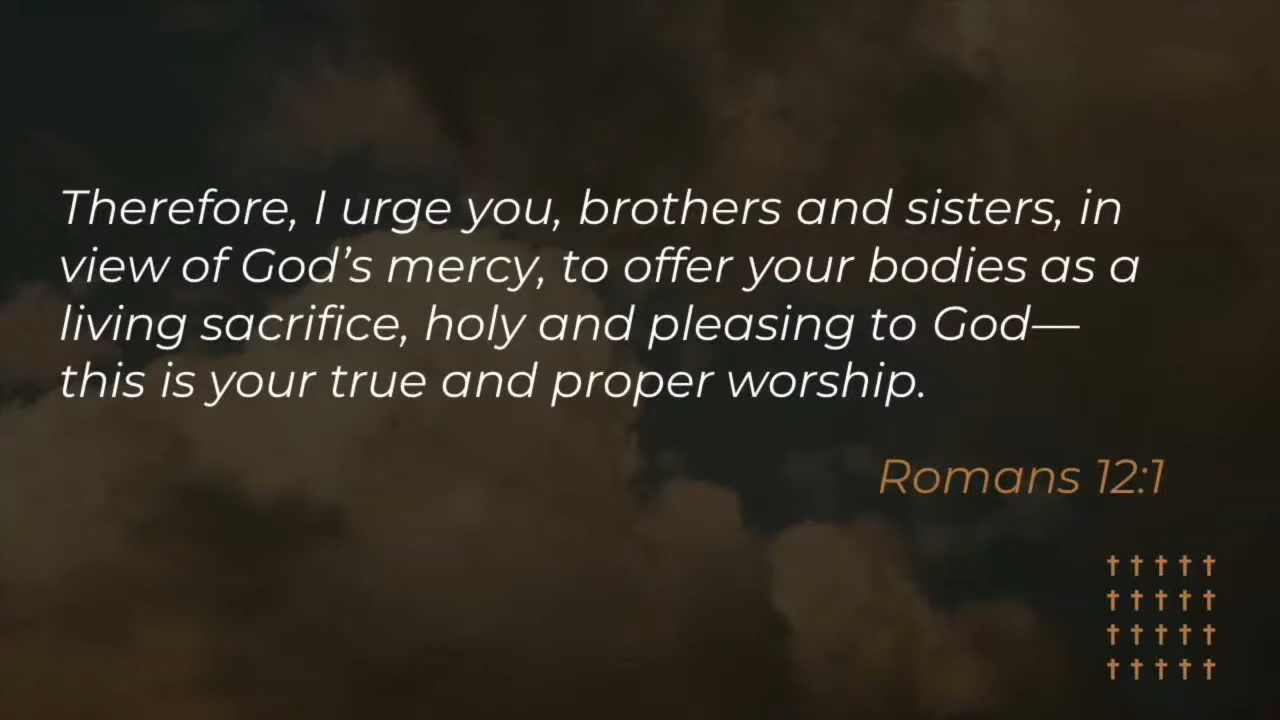 Therefore, I urge you, brothers and sisters, in
view of God’s mercy, to offer your bodies as a
living sacrifice, holy and pleasing to God—
this is your true and proper worship.
Romans 12:1